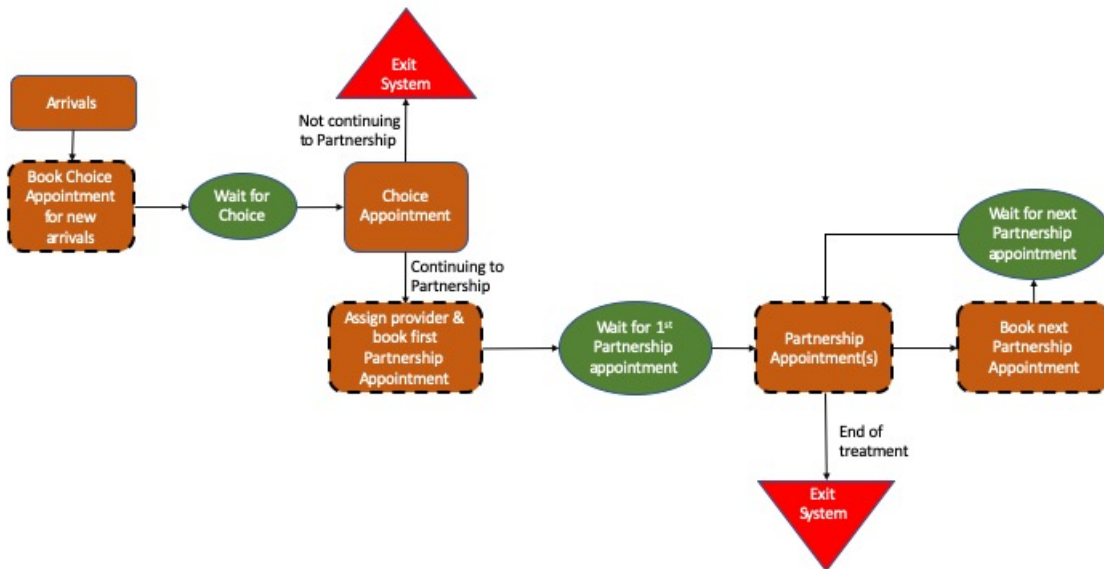 Exit
System
Arrivals
Not continuing
to Partnership
Book Choice
Appointment
for new
arrivals
Wait for
Choice
Choice
Appointment
Wait for next
Partnership
appointment
Continuing to
Partnership
Assign provider &
book first
Partnership
Appointment
Wait for 1st
Partnership
appointment
Partnership
Appointment(s)
Book next
Partnership
Appointment
End of
treatment
Exit
System